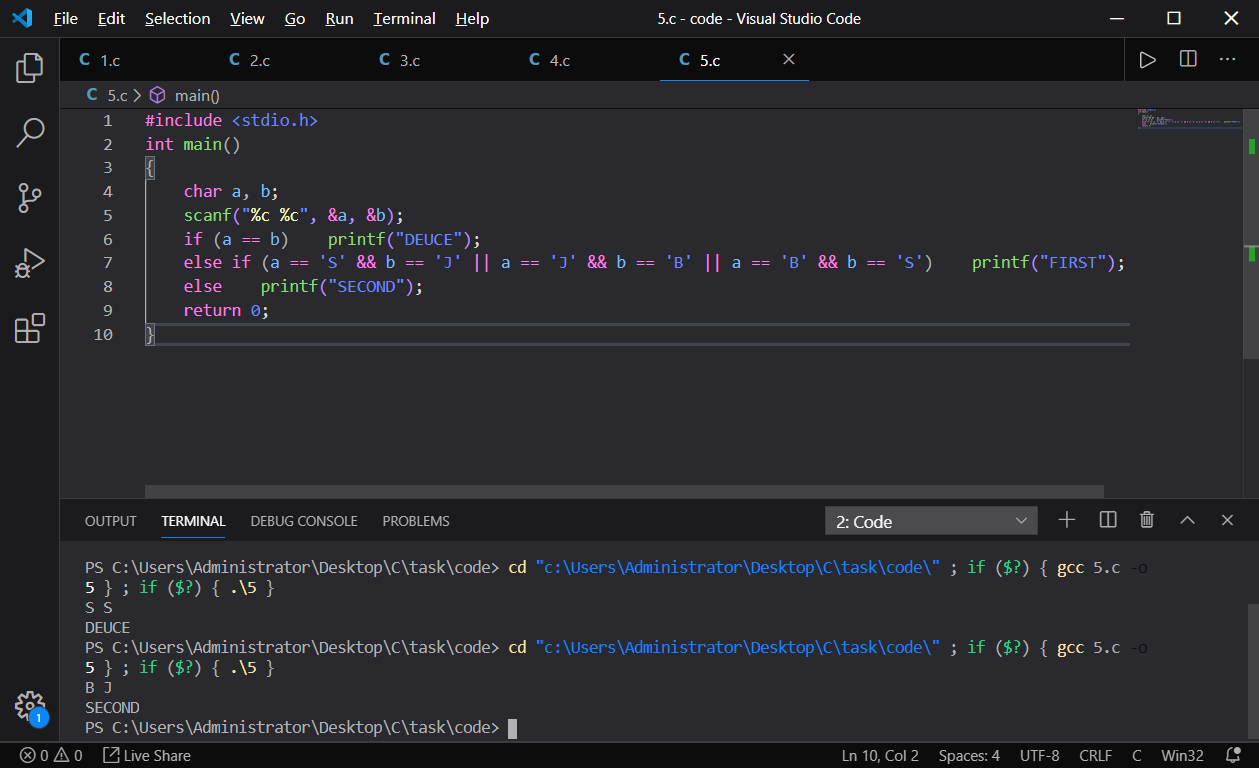 File Edit Selection View Go Run Terminal Help 5.c - code - Visual Studio Code
C 1.c C 2.c C 3.c C 4.c C 5.c
C 5.c > main()
1 #include <stdio.h>
2 int main()
3 {
4     char a, b;
5     scanf("%c %c", &a, &b);
6     if (a == b)    printf("DEUCE");
7     else if (a == 'S' && b == 'J' || a == 'J' && b == 'B' || a == 'B' && b == 'S')    printf("FIRST");
8     else    printf("SECOND");
9     return 0;
10 }
OUTPUT TERMINAL DEBUG CONSOLE PROBLEMS 2: Code
PS C:\Users\Administrator\Desktop\C\task\code> cd "c:\Users\Administrator\Desktop\C\task\code\" ; if ($?) { gcc 5.c -o
5 } ; if ($?) { .\5 }
S S
DEUCE
PS C:\Users\Administrator\Desktop\C\task\code> cd "c:\Users\Administrator\Desktop\C\task\code\" ; if ($?) { gcc 5.c -o
5 } ; if ($?) { .\5 }
B J
SECOND
PS C:\Users\Administrator\Desktop\C\task\code>
1
0 0 Live Share Ln 10, Col 2 Spaces: 4 UTF-8 CRLF C Win32